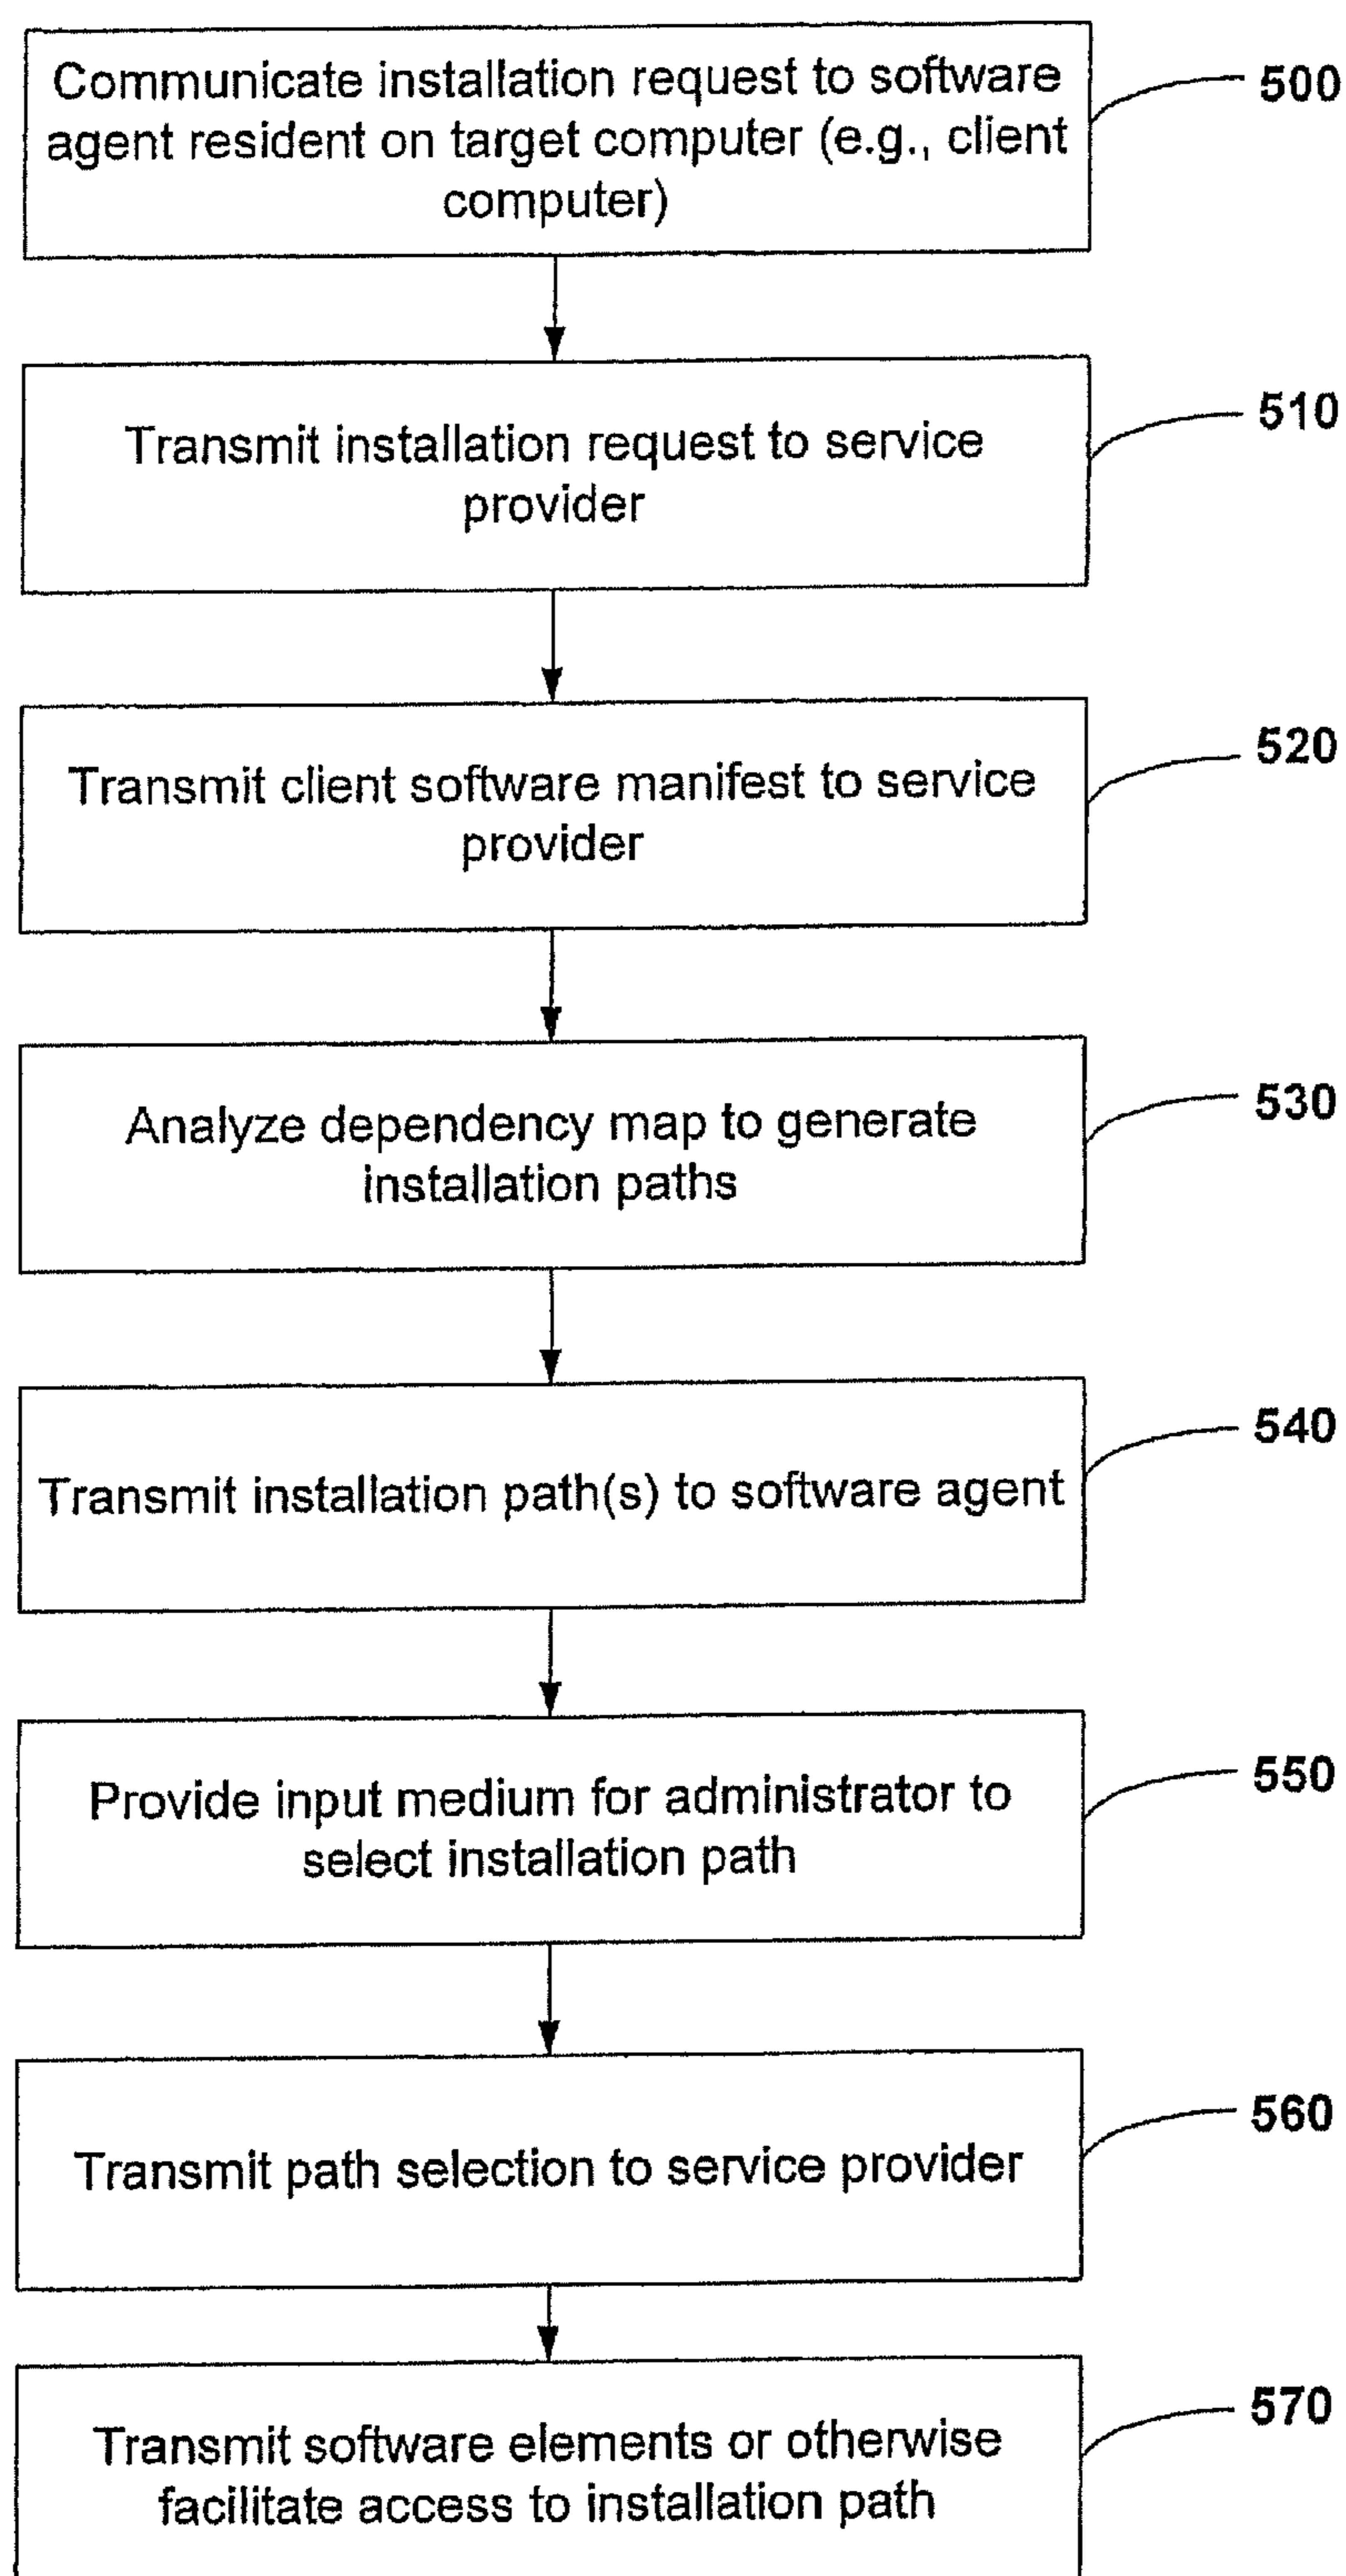 Communicate installation request to software
agent resident on target computer (e.g., client
computer)
500
Transmit installation request to service
provider
510
Transmit client software manifest to service
provider
520
Analyze dependency map to generate
installation paths
530
Transmit installation path(s) to software agent
540
Provide input medium for administrator to
select installation path
550
Transmit path selection to service provider
560
Transmit software elements or otherwise
facilitate access to installation path
570